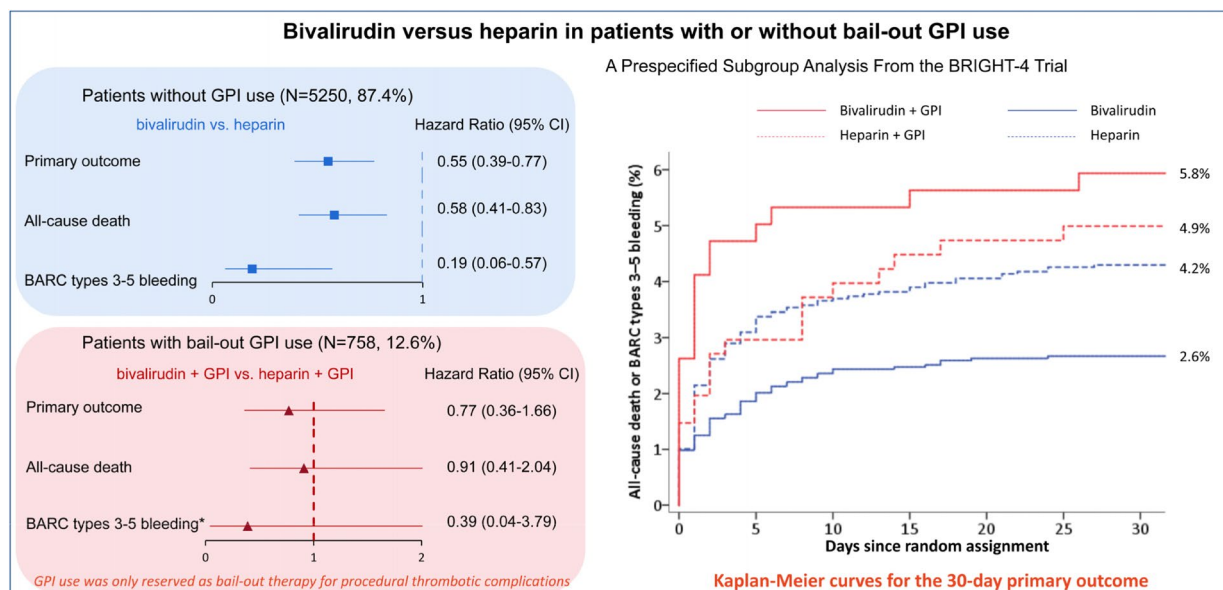 Bivalirudin versus heparin in patients with or without bail-out GPI use
Patients without GPI use (N=5250, 87.4%)
bivalirudin vs. heparin
Hazard Ratio (95% CI)
Primary outcome
0.55 (0.39-0.77)
All-cause death
0.58 (0.41-0.83)
BARC types 3-5 bleeding
0.19 (0.06-0.57)
0
1
Patients with bail-out GPI use (N=758, 12.6%)
bivalirudin + GPI vs. heparin + GPI
Hazard Ratio (95% CI)
Primary outcome
0.77 (0.36-1.66)
All-cause death
0.91 (0.41-2.04)
BARC types 3-5 bleeding*
0.39 (0.04-3.79)
0
1
2
GPI use was only reserved as bail-out therapy for procedural thrombotic complications
A Prespecified Subgroup Analysis From the BRIGHT-4 Trial
Bivalirudin + GPI
Bivalirudin
Heparin + GPI
Heparin
All-cause death or BARC types 3–5 bleeding (%)
6
5
4
3
2
1
0
5.8%
4.9%
4.2%
2.6%
0
5
10
15
20
25
30
Days since random assignment
Kaplan-Meier curves for the 30-day primary outcome